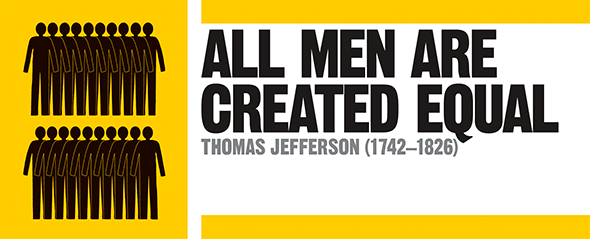 ALL MEN ARE
CREATED EQUAL
THOMAS JEFFERSON (1742–1826)